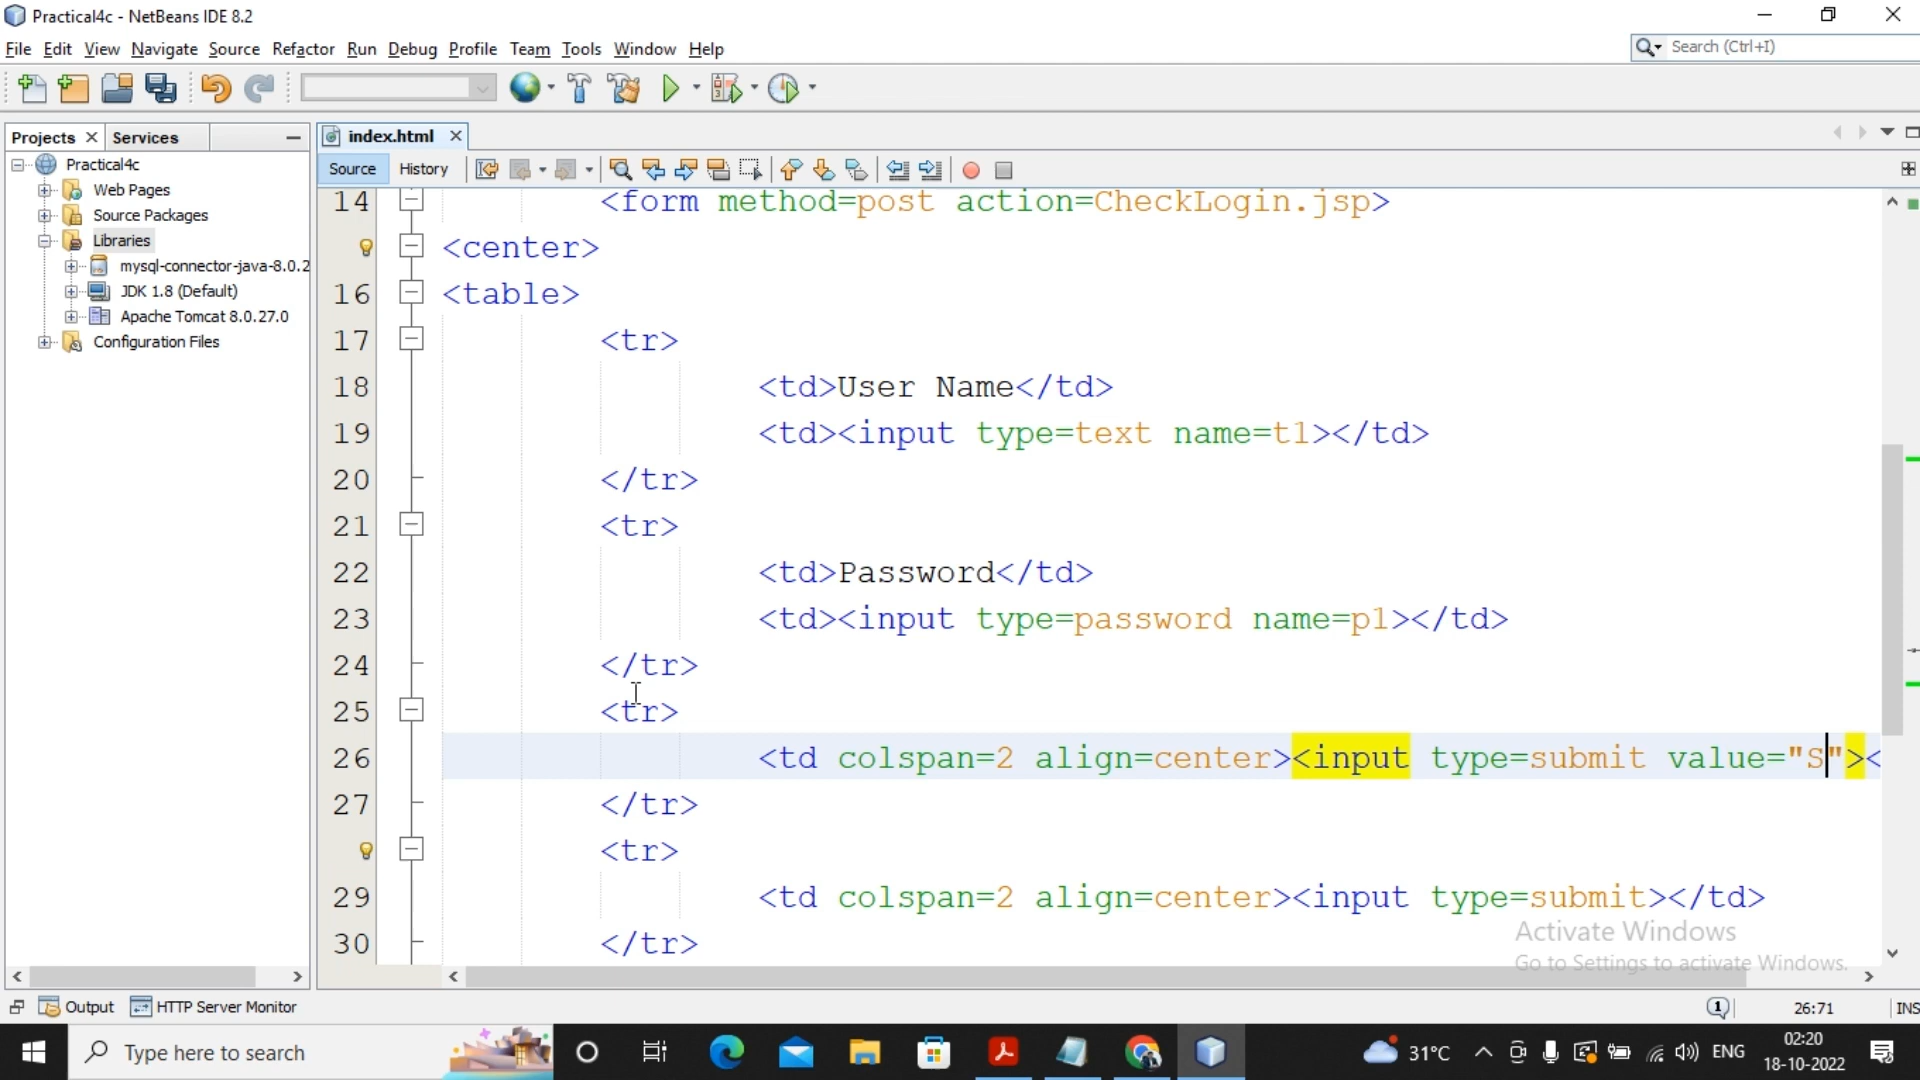 Practical4c - NetBeans IDE 8.2
File Edit View Navigate Source Refactor Run Debug Profile Team Tools Window Help
Search (Ctrl+I)
Projects Services
index.html
Source History
Practical4c
Web Pages
Source Packages
Libraries
mysql-connector-java-8.0.2
JDK 1.8 (Default)
Apache Tomcat 8.0.27.0
Configuration Files
14 <form method=post action=CheckLogin.jsp>
<center>
16 <table>
17 <tr>
18 <td>User Name</td>
19 <td><input type=text name=t1></td>
20 </tr>
21 <tr>
22 <td>Password</td>
23 <td><input type=password name=p1></td>
24 </tr>
25 <tr>
26 <td colspan=2 align=center><input type=submit value="S"><
27 </tr>
<tr>
29 <td colspan=2 align=center><input type=submit></td>
30 </tr>
Activate Windows
Go to Settings to activate Windows.
Output HTTP Server Monitor
1 26:71 INS
Type here to search
31°C ENG
02:20
18-10-2022